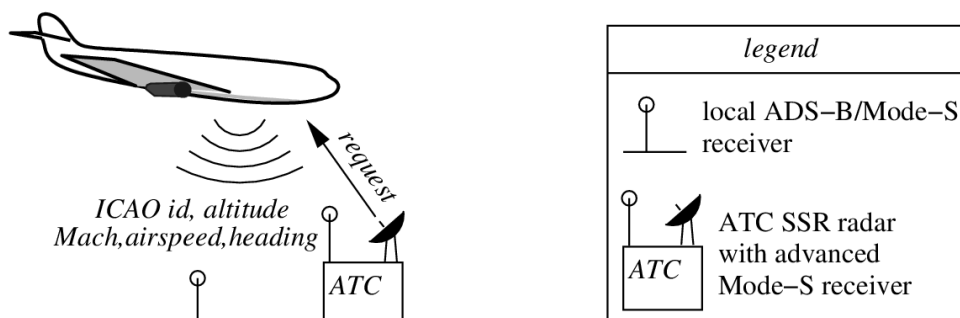 request
ICAO id, altitude
Mach,airspeed,heading
ATC
legend
local ADS−B/Mode−S
receiver
ATC SSR radar
with advanced
Mode−S receiver
ATC